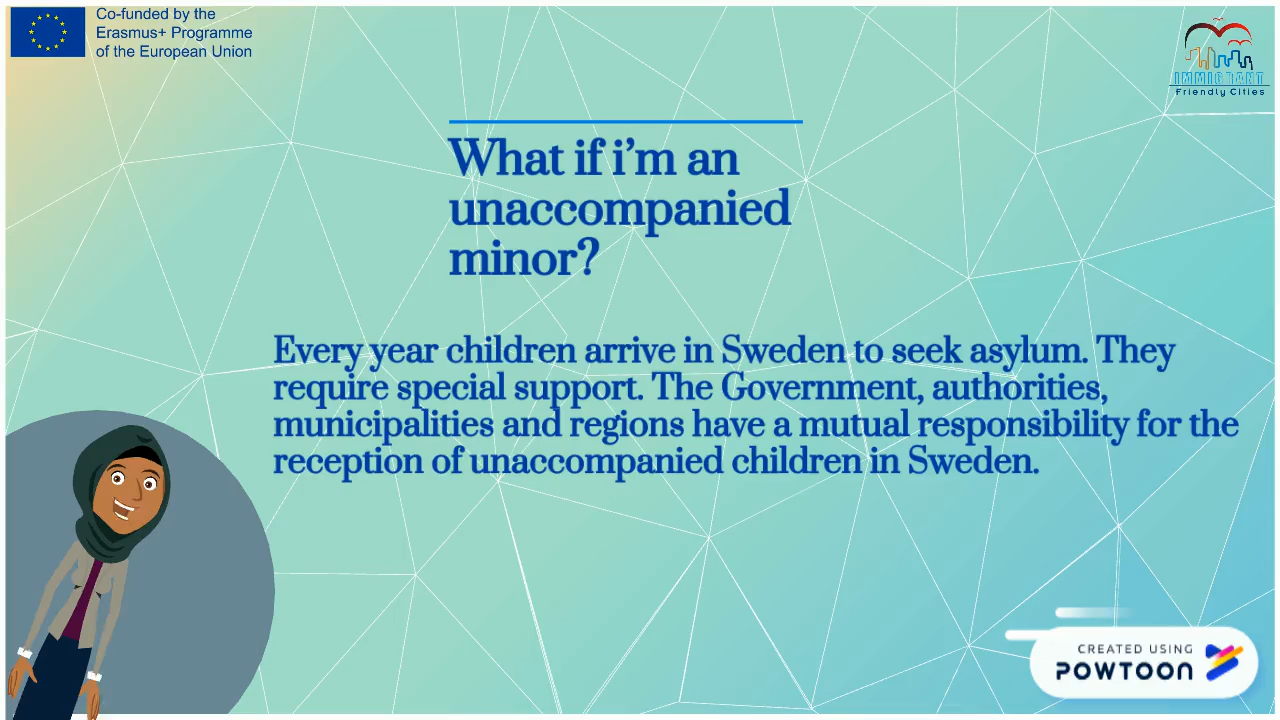 Co-funded by the
Erasmus+ Programme
of the European Union
IMMIGRANT
Friendly Cities
What if i’m an
unaccompanied
minor?
Every year children arrive in Sweden to seek asylum. They
require special support. The Government, authorities,
municipalities and regions have a mutual responsibility for the
reception of unaccompanied children in Sweden.
CREATED USING
POWTOON